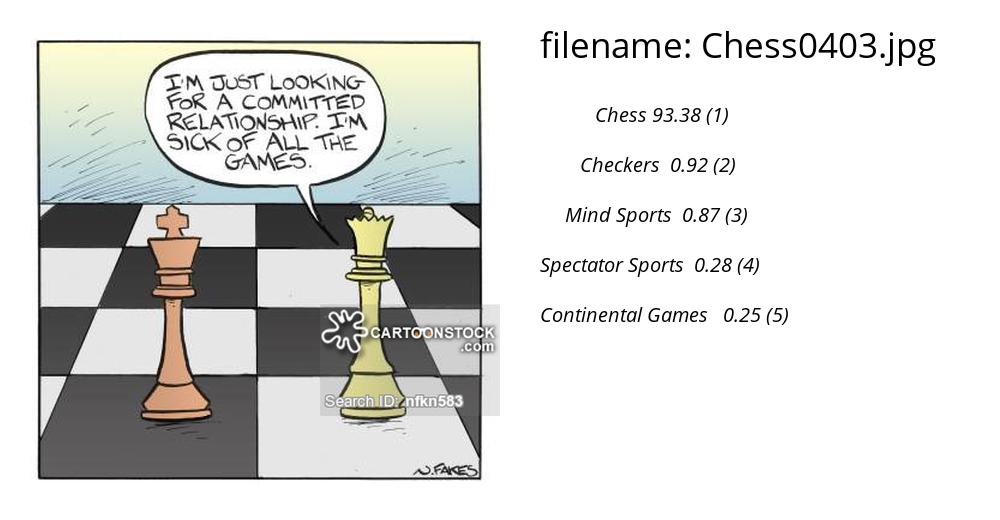 I'M JUST LOOKING
FOR A COMMITTED
RELATIONSHIP. I'M
SICK OF ALL THE
GAMES.
CARTOONSTOCK
.com
Search ID: nfkn583
N.FAKES
filename: Chess0403.jpg
Chess 93.38 (1)
Checkers 0.92 (2)
Mind Sports 0.87 (3)
Spectator Sports 0.28 (4)
Continental Games 0.25 (5)